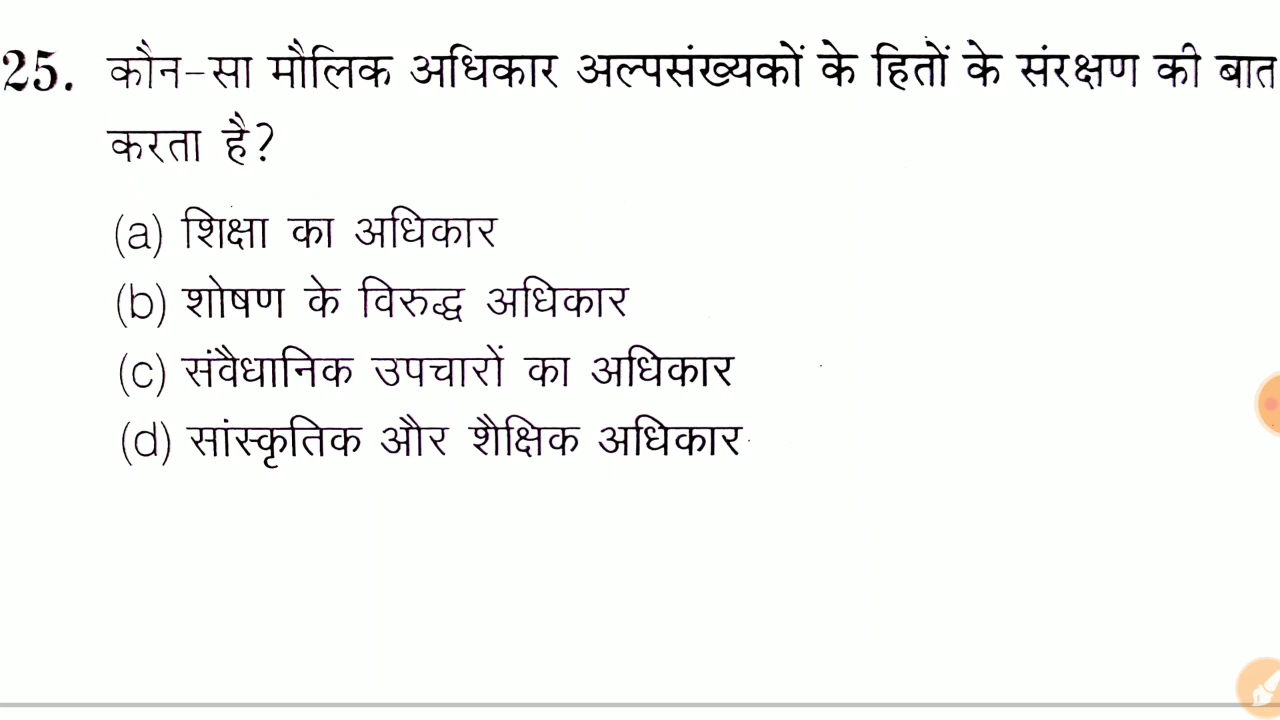 25. कौन-सा मौलिक अधिकार अल्पसंख्यकों के हितों के संरक्षण की बात
करता है?
(a) शिक्षा का अधिकार
(b) शोषण के विरुद्ध अधिकार
(c) संवैधानिक उपचारों का अधिकार
(d) सांस्कृतिक और शैक्षिक अधिकार